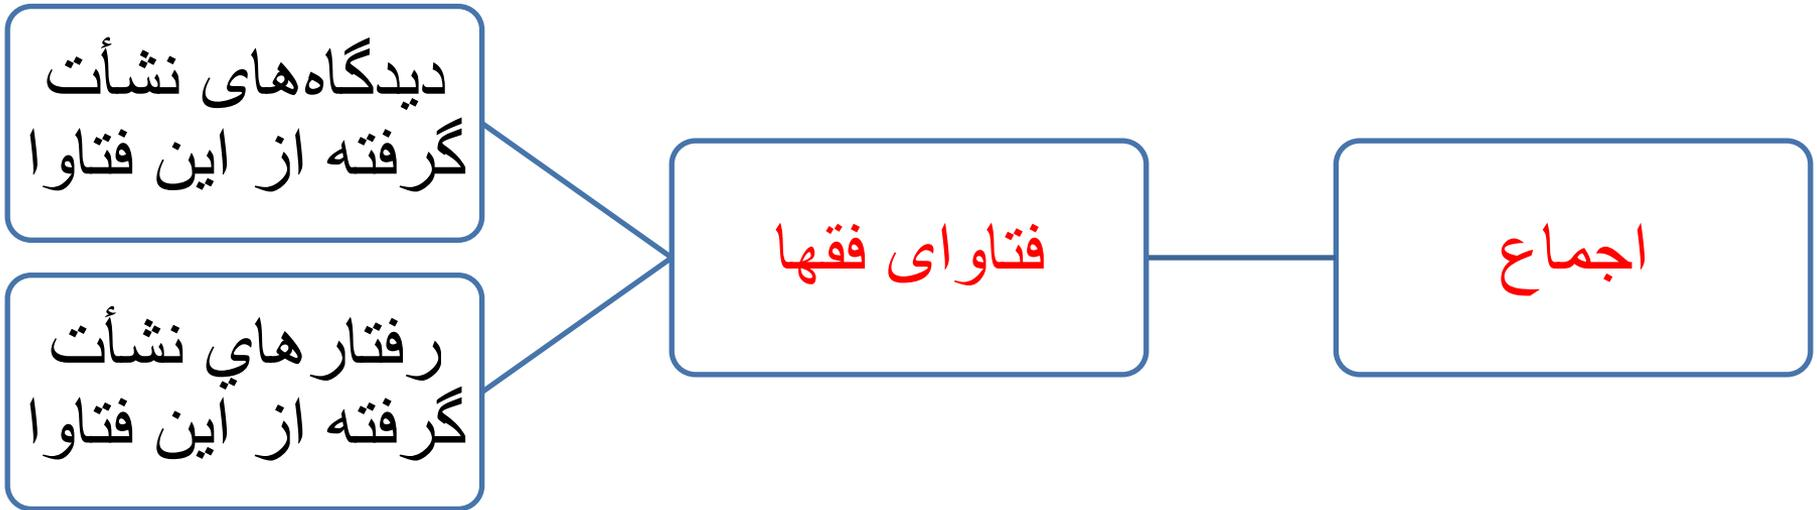 اجماع
فتاوای فقها
دیدگاه‌های نشأت
گرفته از این فتاوا
رفتارهاي نشأت
گرفته از این فتاوا